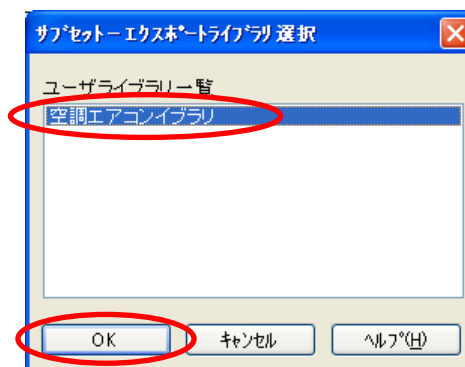 サブセット－エクスポートライブラリ 選択
ユーザライブラリ一覧
空調エアコンイブラリ
OK
キャンセル
ヘルプ(H)